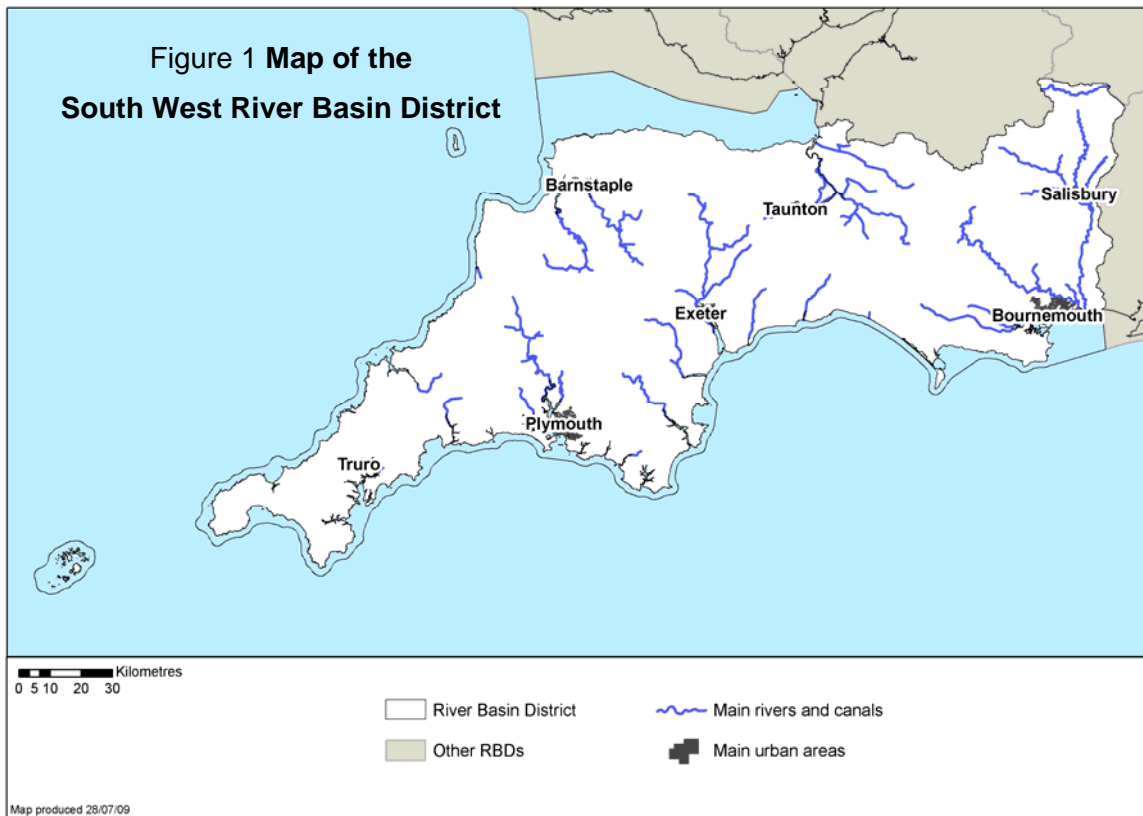 Figure 1 Map of the
South West River Basin District
Barnstaple
Salisbury
Taunton
Exeter
Bournemouth
Plymouth
Truro
Kilometres
0 5 10 20 30
River Basin District
Main rivers and canals
Other RBDs
Main urban areas
Map produced 28/07/09